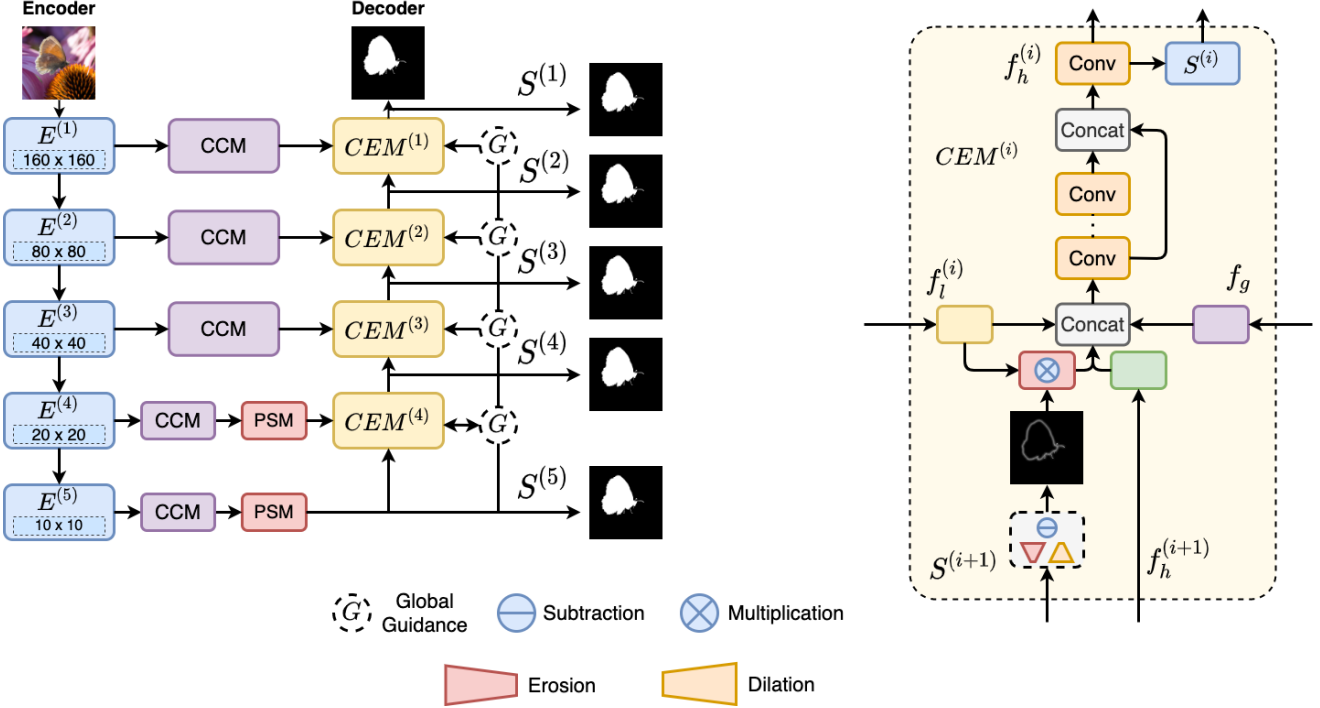 Encoder
Decoder
S^{(1)}
E^{(1)}
160 x 160
CCM
CEM^{(1)}
G
S^{(2)}
E^{(2)}
80 x 80
CCM
CEM^{(2)}
G
S^{(3)}
E^{(3)}
40 x 40
CCM
CEM^{(3)}
G
S^{(4)}
E^{(4)}
20 x 20
CCM
PSM
CEM^{(4)}
G
S^{(5)}
E^{(5)}
10 x 10
CCM
PSM
G
Global
Guidance
Subtraction
Multiplication
Erosion
Dilation
f_h^{(i)}
Conv
S^{(i)}
Concat
CEM^{(i)}
Conv
Conv
f_l^{(i)}
f_g
Concat
S^{(i+1)}
f_h^{(i+1)}